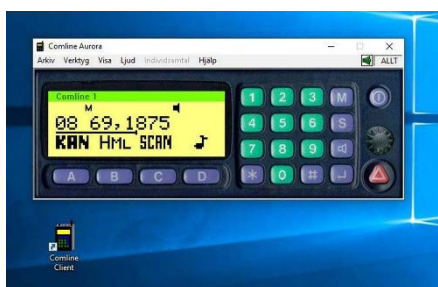 Comline Aurora
Arkiv Verktyg Visa Ljud Individsamtal Hjälp ALLT
Comline 1
M
08 69,1875
KAN HML SCAN
1 2 3 M
4 5 6 S
7 8 9
* 0 #
A B C D
Comline
Client